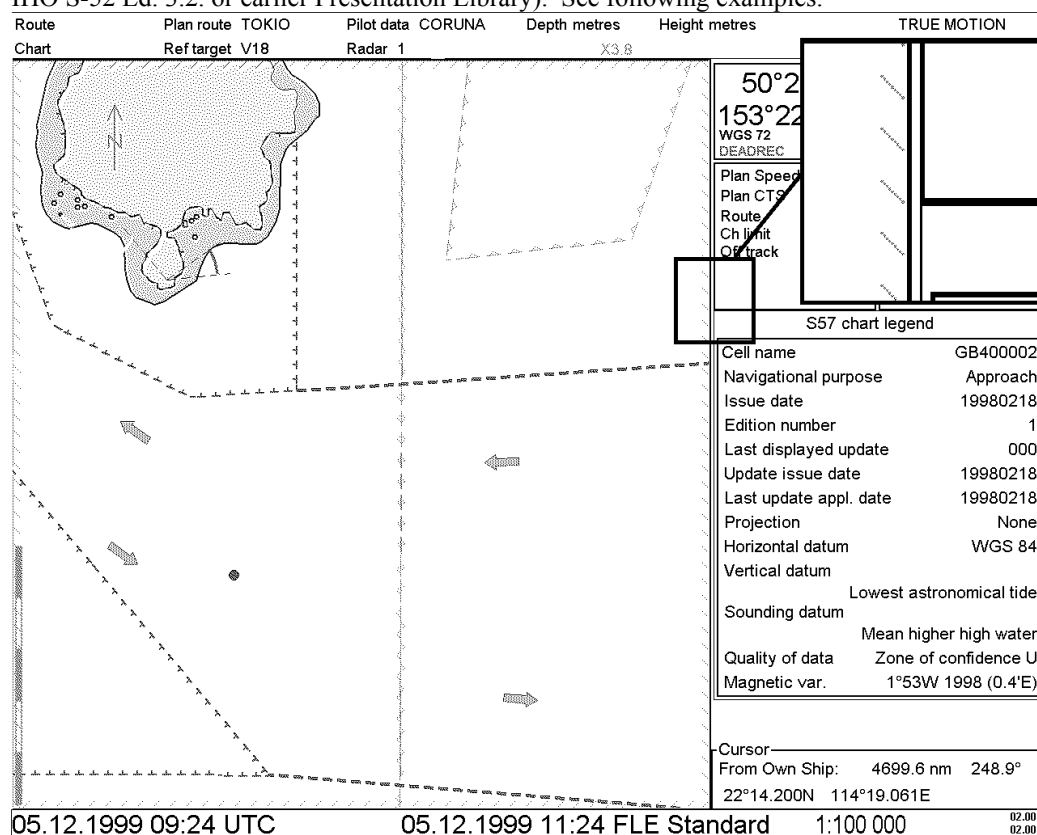 IHO S-52 Ed. 3.2. or earlier Presentation Library). See following examples.
Route Plan route TOKIO Pilot data CORUNA Depth metres Height metres TRUE MOTION
Chart Ref target V18 Radar 1 X3.8
N
50°2
153°22
WGS 72
DEADREC
Plan Speed
Plan CTS
Route
Ch limit
Off track
S57 chart legend
Cell name GB400002
Navigational purpose Approach
Issue date 19980218
Edition number 1
Last displayed update 000
Update issue date 19980218
Last update appl. date 19980218
Projection None
Horizontal datum WGS 84
Vertical datum
Lowest astronomical tide
Sounding datum
Mean higher high water
Quality of data Zone of confidence U
Magnetic var. 1°53W 1998 (0.4'E)
Cursor
From Own Ship: 4699.6 nm 248.9°
22°14.200N 114°19.061E
05.12.1999 09:24 UTC 05.12.1999 11:24 FLE Standard 1:100 000 02.00
02.00